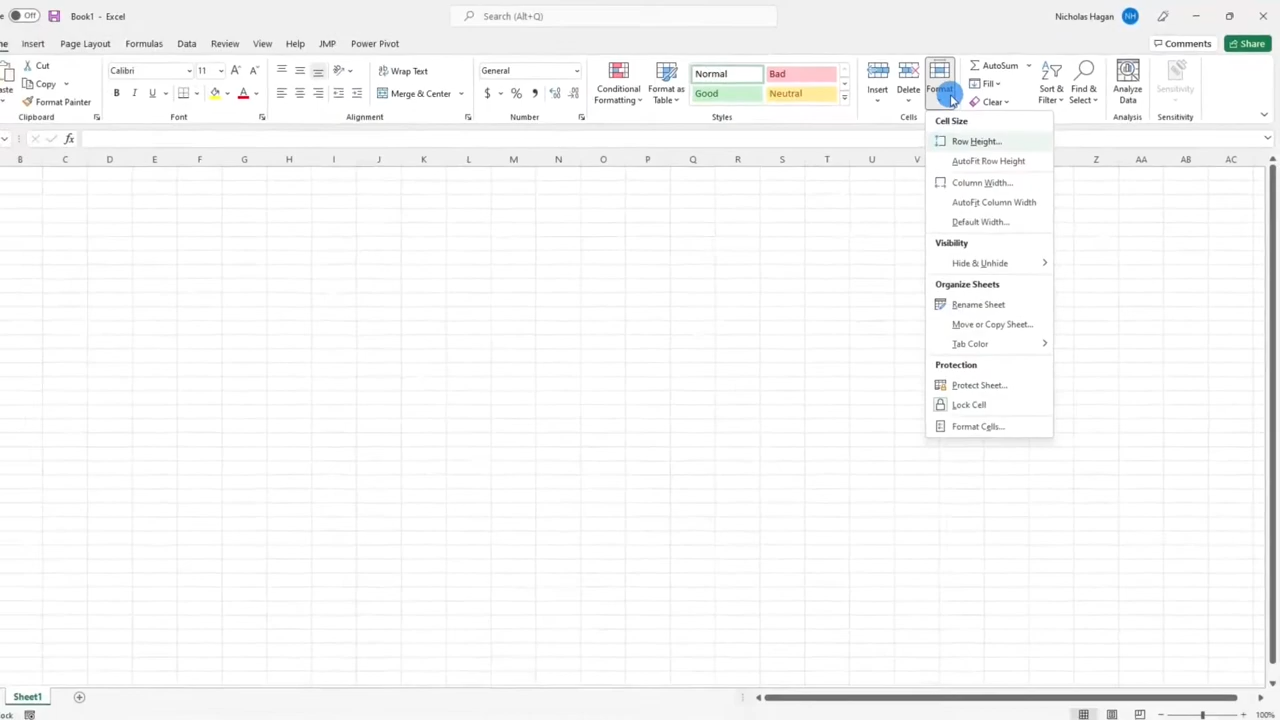 Off Book1 - Excel Search (Alt+Q) Nicholas Hagan NH
Insert Page Layout Formulas Data Review View Help JMP Power Pivot Comments Share
Cut
Copy
Format Painter
Clipboard
Calibri 11
B I U
Font
Wrap Text
Merge & Center
Alignment
General
$ % ,
Number
Conditional Formatting
Format as Table
Normal Bad
Good Neutral
Styles
Insert Delete Format
Cells
AutoSum
Fill
Clear
Sort & Filter
Find & Select
Analyze Data
Analysis
Sensitivity
Sensitivity
fx
B C D E F G H I J K L M N O P Q R S T U V Z AA AB AC
Cell Size
Row Height...
AutoFit Row Height
Column Width...
AutoFit Column Width
Default Width...
Visibility
Hide & Unhide
Organize Sheets
Rename Sheet
Move or Copy Sheet...
Tab Color
Protection
Protect Sheet...
Lock Cell
Format Cells...
Sheet1
100%